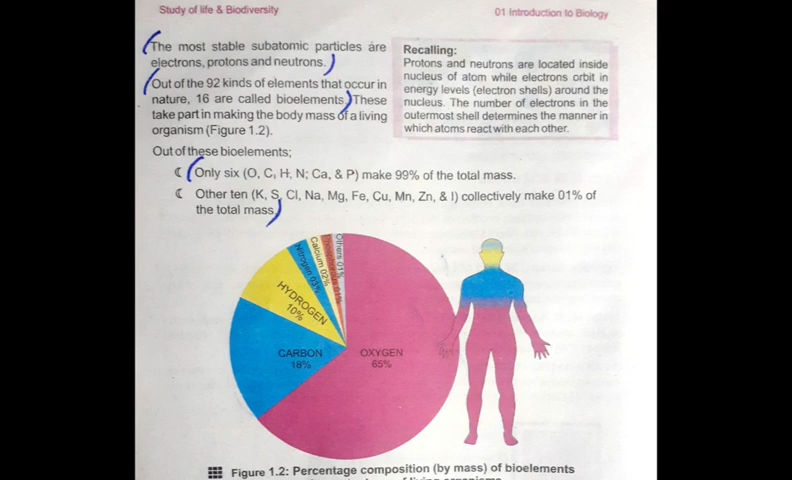 Study of life & Biodiversity
01 Introduction to Biology
The most stable subatomic particles are
electrons, protons and neutrons.
Out of the 92 kinds of elements that occur in
nature, 16 are called bioelements. These
take part in making the body mass of a living
organism (Figure 1.2).
Recalling:
Protons and neutrons are located inside
nucleus of atom while electrons orbit in
energy levels (electron shells) around the
nucleus. The number of electrons in the
outermost shell determines the manner in
which atoms react with each other.
Out of these bioelements;
Only six (O, C, H, N; Ca, & P) make 99% of the total mass.
Other ten (K, S, Cl, Na, Mg, Fe, Cu, Mn, Zn, & I) collectively make 01% of
the total mass
Nitrogen 03%
Calcium 02%
Phosphorous 01%
Others 01%
HYDROGEN
10%
CARBON
18%
OXYGEN
65%
Figure 1.2: Percentage composition (by mass) of bioelements